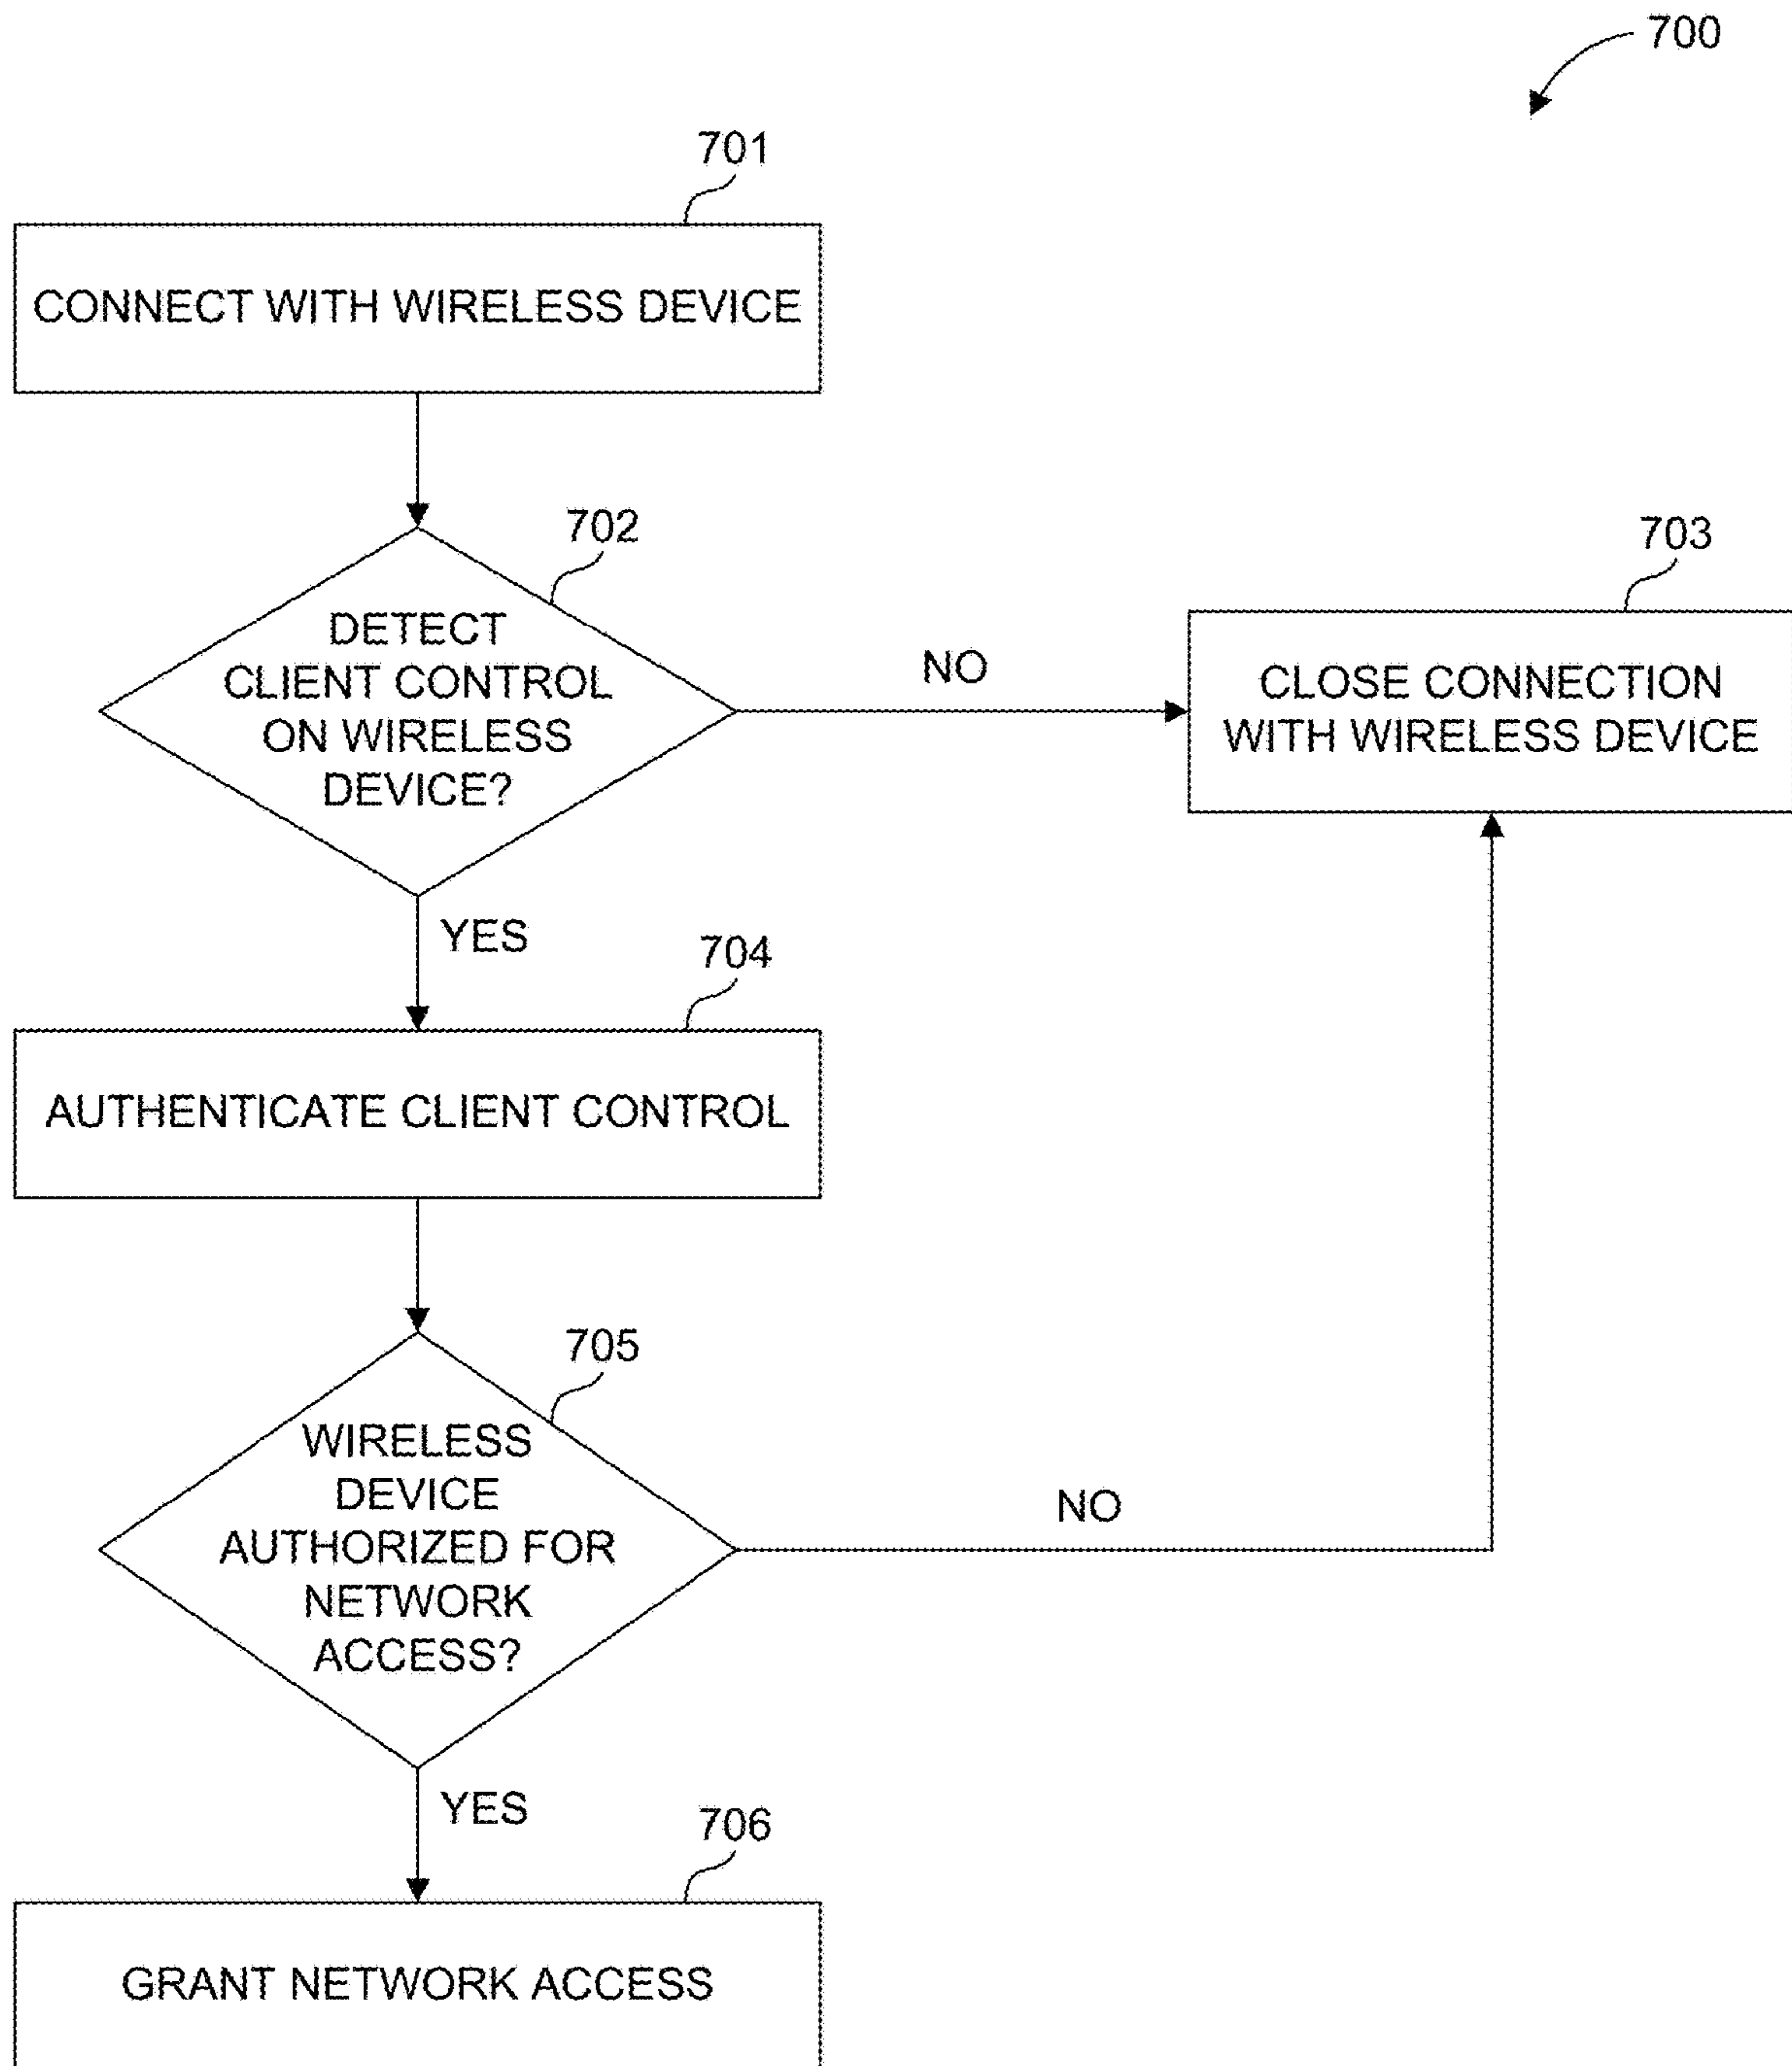 700
701
CONNECT WITH WIRELESS DEVICE
702
DETECT
CLIENT CONTROL
ON WIRELESS
DEVICE?
NO
703
CLOSE CONNECTION
WITH WIRELESS DEVICE
YES
704
AUTHENTICATE CLIENT CONTROL
705
WIRELESS
DEVICE
AUTHORIZED FOR
NETWORK
ACCESS?
NO
YES
706
GRANT NETWORK ACCESS